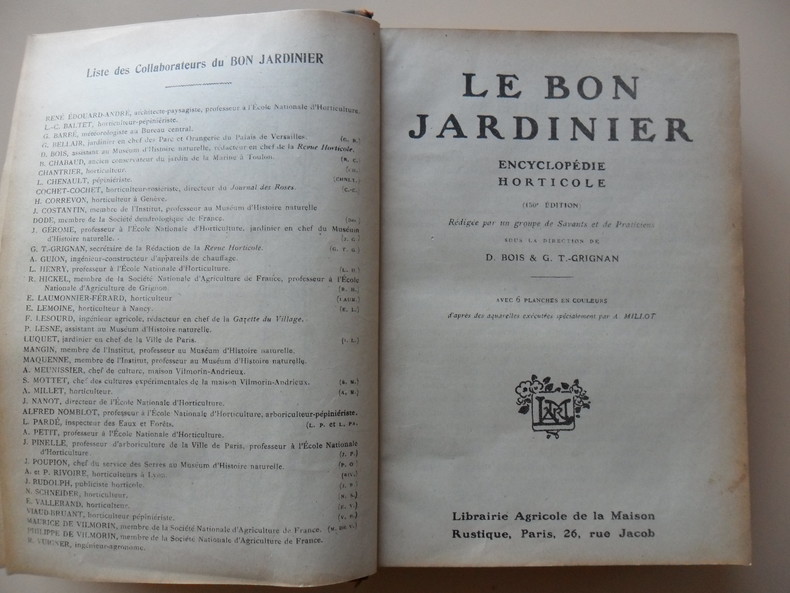 Liste des Collaborateurs du BON JARDINIER
RENÉ ÉDOUARD-ANDRÉ, architecte-paysagiste, professeur à l'École Nationale d'Horticulture.
L.-C. BALTET, horticulteur-pépiniériste.
G. BARBÉ, météorologiste au Bureau central.
G. BELLAIR, jardinier en chef des Parc et Orangerie du Palais de Versailles.
D. BOIS, assistant au Muséum d'Histoire naturelle, rédacteur en chef de la Revue Horticole.
B. CHABAUD, ancien conservateur du jardin de la Marine à Toulon.
CHANTRIER, horticulteur.
L. CHENAULT, pépiniériste.
COCHET-COCHET, horticulteur-rosiériste, directeur du Journal des Roses.
H. CORREVON, horticulteur à Genève.
J. COSTANTIN, membre de l'Institut, professeur au Muséum d'Histoire naturelle
DODE, membre de la Société dendrologique de France.
J. GÉROME, professeur à l'École Nationale d'Horticulture, jardinier en chef du Muséum
d'Histoire naturelle.
G. T.-GRIGNAN, secrétaire de la Rédaction de la Revue Horticole.
A. GUION, ingénieur-constructeur d'appareils de chauffage.
L. HENRY, professeur à l'École Nationale d'Horticulture.
R. HICKEL, membre de la Société Nationale d'Agriculture de France, professeur à l'École
Nationale d'Agriculture de Grignon.
E. LAUMONNIER-FÉRARD, horticulteur
E. LEMOINE, horticulteur à Nancy.
F. LESOURD, ingénieur agricole, rédacteur en chef de la Gazette du Village.
P. LESNE, assistant au Muséum d'Histoire naturelle.
LUQUET, jardinier en chef de la Ville de Paris.
MANGIN, membre de l'Institut, professeur au Muséum d'Histoire naturelle.
MAQUENNE, membre de l'Institut, professeur au Muséum d'Histoire naturelle.
A. MEUNISSIER, chef de culture, maison Vilmorin-Andrieux.
S. MOTTET, chef des cultures expérimentales de la maison Vilmorin-Andrieux. (S. M.)
A. MILLET, horticulteur.
J. NANOT, directeur de l'École Nationale d'Horticulture.
ALFRED NOMBLOT, professeur à l'École Nationale d'Horticulture, arboriculteur-pépiniériste.
L. PARDÉ, inspecteur des Eaux et Forêts. (L. P. et L. PA.
A. PETIT, professeur à l'École Nationale d'Horticulture.
J. PINELLE, professeur d'arboriculture de la Ville de Paris, professeur à l'École Nationale
d'Horticulture. (J. P.)
J. POUPION, chef du service des Serres au Muséum d'Histoire naturelle.
A. et P. RIVOIRE, horticulteurs à Lyon.
J. RUDOLPH, publiciste horticole.
N. SCHNEIDER, horticulteur.
E. VALLERAND, horticulteur.
VIAUD-BRUANT, horticulteur-pépiniériste.
MAURICE DE VILMORIN, membre de la Société Nationale d'Agriculture de France.
PHILIPPE DE VILMORIN, membre de la Société Nationale d'Agriculture de France.
VERCIER, ingénieur-agronome.
LE BON
JARDINIER
ENCYCLOPÉDIE
HORTICOLE
(150e ÉDITION)
Rédigée par un groupe de Savants et de Praticiens
SOUS LA DIRECTION DE
D. BOIS & G. T.-GRIGNAN
AVEC 6 PLANCHES EN COULEURS
d'après des aquarelles exécutées spécialement par A. MILLOT
Librairie Agricole de la Maison
Rustique, Paris, 26, rue Jacob